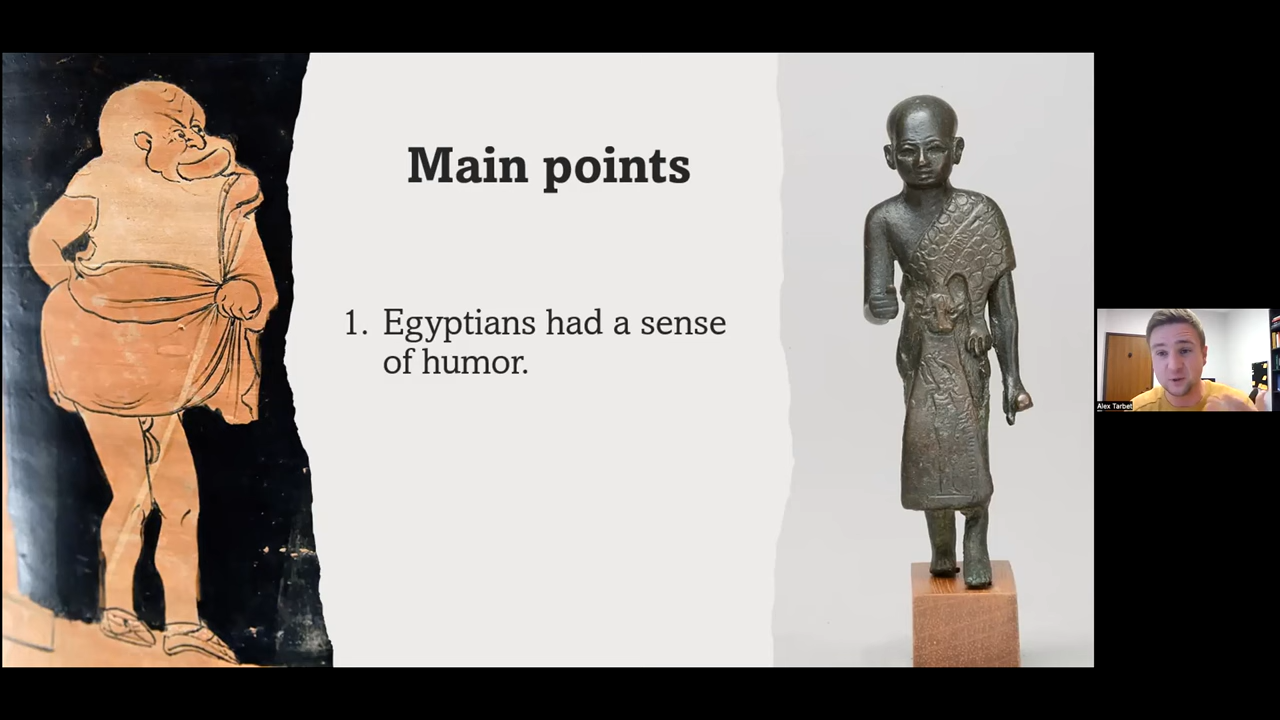 Main points
1. Egyptians had a sense
of humor.
Alex Tarbet